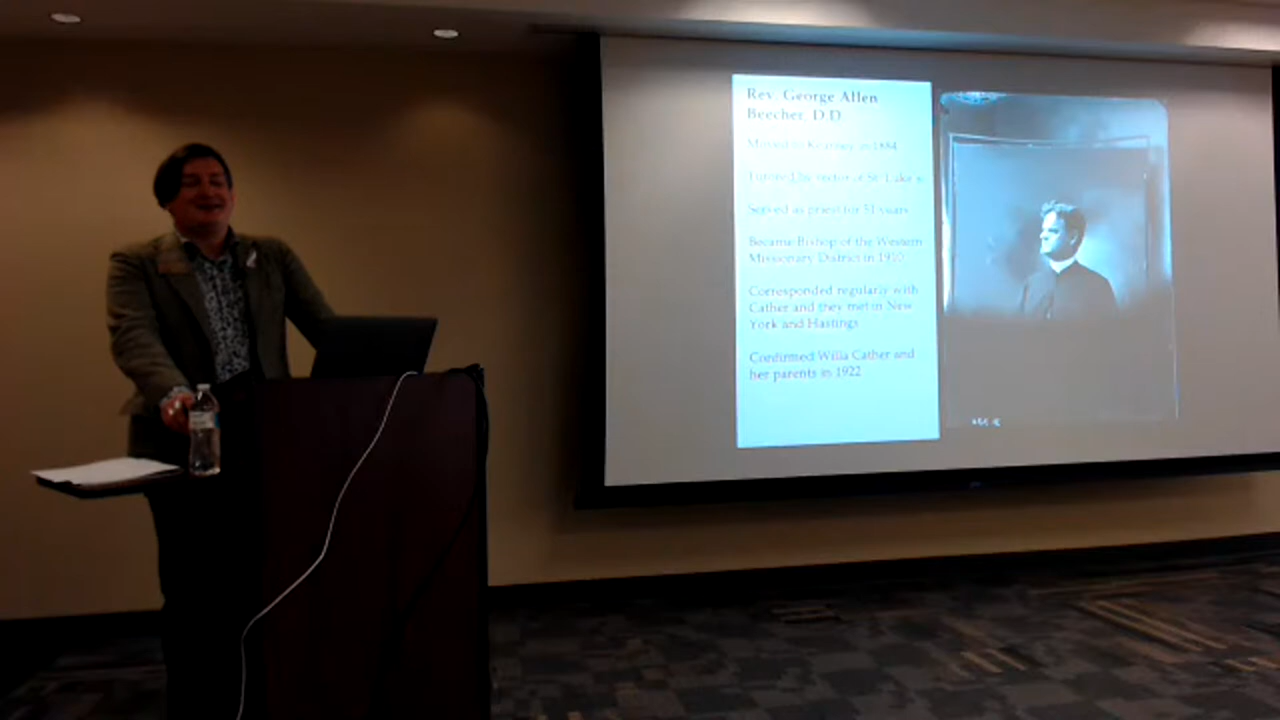 Rev. George Allen
Beecher, D.D.
Moved to Kearney in 1884
Tutored by rector of St. Luke's
Served as priest for 51 years
Became Bishop of the Western
Missionary District in 1910
Corresponded regularly with
Cather and they met in New
York and Hastings
Confirmed Willa Cather and
her parents in 1922